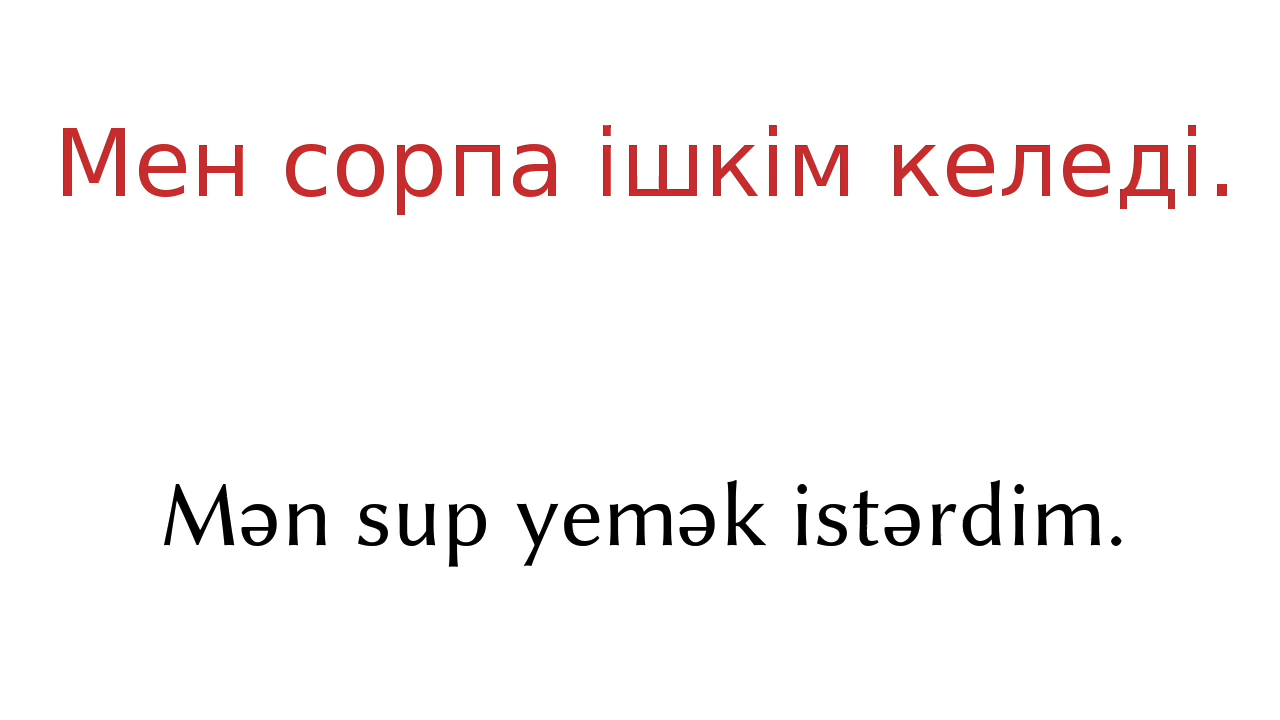 Мен сорпа ішкім келеді.
Mən sup yemək istərdim.